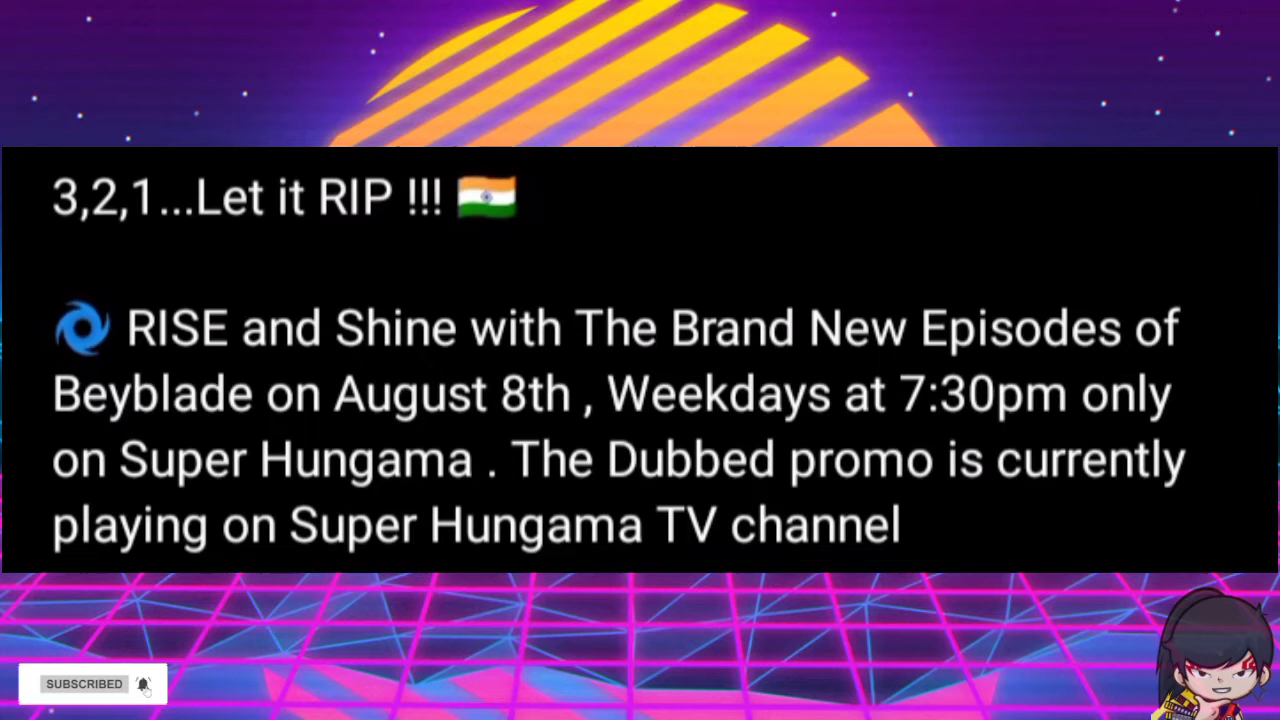 3,2,1...Let it RIP !!! 🇮🇳
🌀 RISE and Shine with The Brand New Episodes of
Beyblade on August 8th , Weekdays at 7:30pm only
on Super Hungama . The Dubbed promo is currently
playing on Super Hungama TV channel
SUBSCRIBED